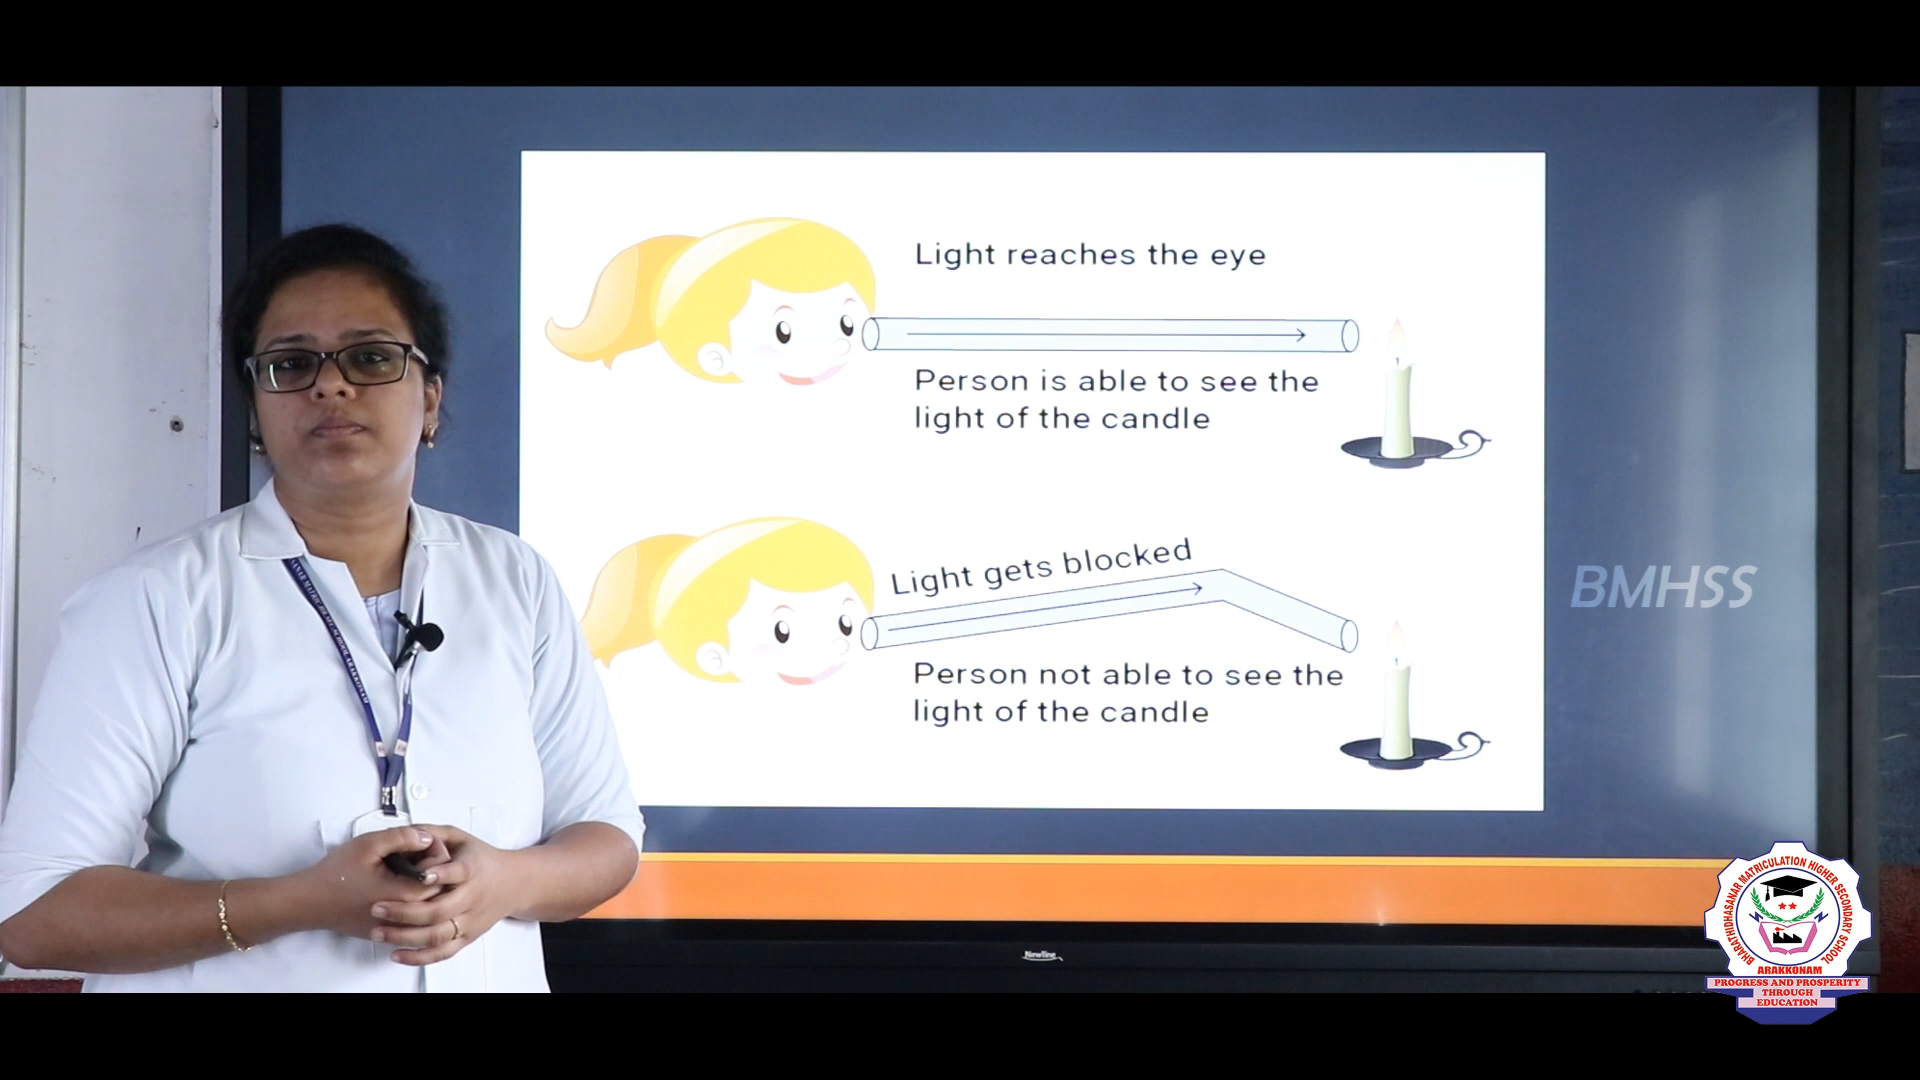 Light reaches the eye
Person is able to see the
light of the candle
Light gets blocked
Person not able to see the
light of the candle
BMHSS
Newline
BHARATHIDHASANAR MATRICULATION HIGHER SECONDARY SCHOOL
ARAKKONAM
PROGRESS AND PROSPERITY
THROUGH
EDUCATION